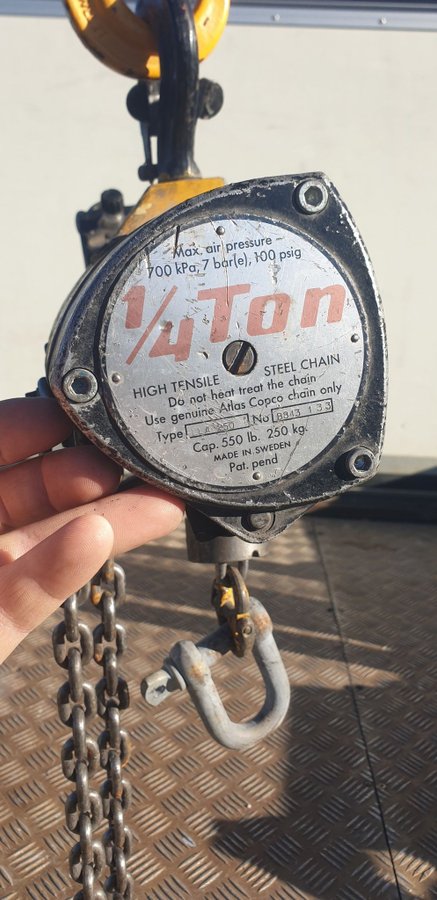 Max. air pressure
700 kPa, 7 bar(e), 100 psig
1/4 Ton
HIGH TENSILE STEEL CHAIN
Do not heat treat the chain
Use genuine Atlas Copco chain only
Type No
Cap. 550 lb. 250 kg.
MADE IN SWEDEN
Pat. pend